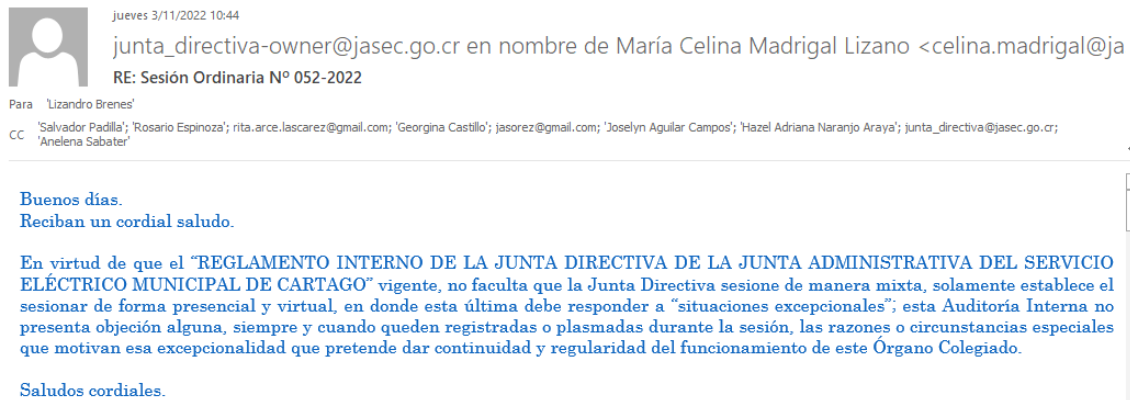 jueves 3/11/2022 10:44
junta_directiva-owner@jasec.go.cr en nombre de María Celina Madrigal Lizano <celina.madrigal@ja
RE: Sesión Ordinaria Nº 052-2022
Para 'Lizandro Brenes'
CC 'Salvador Padilla'; 'Rosario Espinoza'; rita.arce.lascarez@gmail.com; 'Georgina Castillo'; jasorez@gmail.com; 'Joselyn Aguilar Campos'; 'Hazel Adriana Naranjo Araya'; junta_directiva@jasec.go.cr;
'Anelena Sabater'
Buenos días.
Reciban un cordial saludo.
En virtud de que el “REGLAMENTO INTERNO DE LA JUNTA DIRECTIVA DE LA JUNTA ADMINISTRATIVA DEL SERVICIO
ELÉCTRICO MUNICIPAL DE CARTAGO” vigente, no faculta que la Junta Directiva sesione de manera mixta, solamente establece el
sesionar de forma presencial y virtual, en donde esta última debe responder a “situaciones excepcionales”; esta Auditoría Interna no
presenta objeción alguna, siempre y cuando queden registradas o plasmadas durante la sesión, las razones o circunstancias especiales
que motivan esa excepcionalidad que pretende dar continuidad y regularidad del funcionamiento de este Órgano Colegiado.
Saludos cordiales.